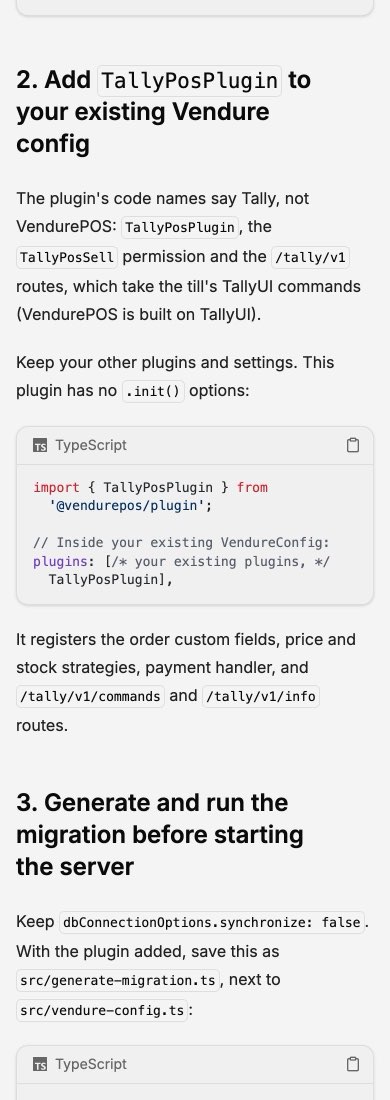 2. Add TallyPosPlugin to
your existing Vendure
config
The plugin's code names say Tally, not
VendurePOS: TallyPosPlugin, the
TallyPosSell permission and the /tally/v1
routes, which take the till's TallyUI commands
(VendurePOS is built on TallyUI).
Keep your other plugins and settings. This
plugin has no .init() options:
TS TypeScript
import { TallyPosPlugin } from
'@vendurepos/plugin';
// Inside your existing VendureConfig:
plugins: [/* your existing plugins, */
TallyPosPlugin],
It registers the order custom fields, price and
stock strategies, payment handler, and
/tally/v1/commands and /tally/v1/info
routes.
3. Generate and run the
migration before starting
the server
Keep dbConnectionOptions.synchronize: false.
With the plugin added, save this as
src/generate-migration.ts, next to
src/vendure-config.ts:
TS TypeScript